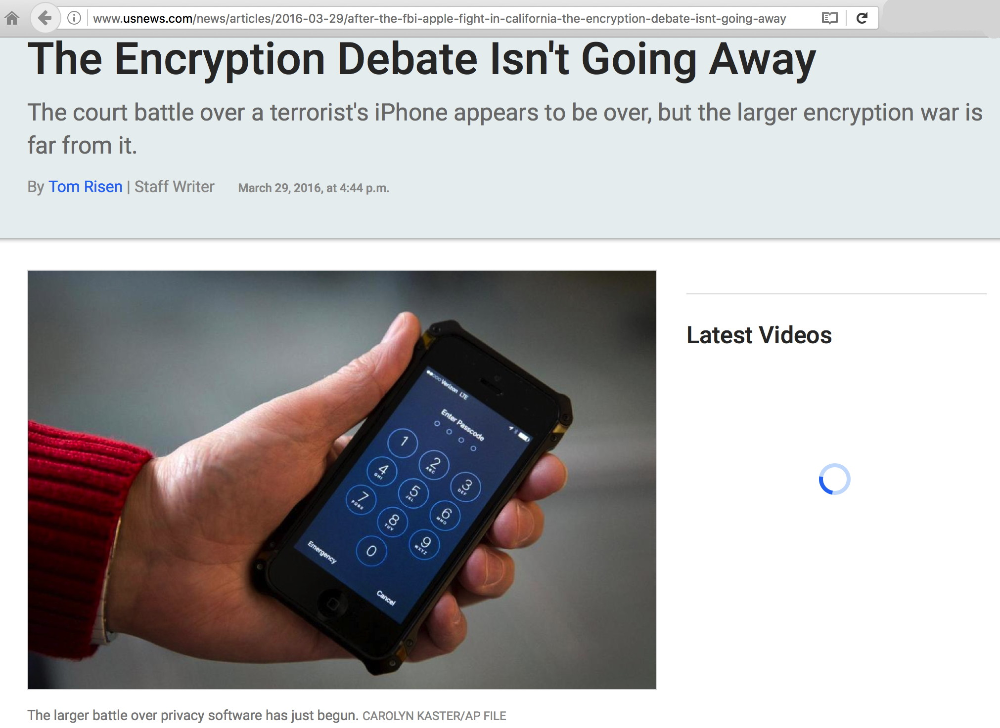 www.usnews.com/news/articles/2016-03-29/after-the-fbi-apple-fight-in-california-the-encryption-debate-isnt-going-away
The Encryption Debate Isn't Going Away
The court battle over a terrorist's iPhone appears to be over, but the larger encryption war is
far from it.
By Tom Risen | Staff Writer March 29, 2016, at 4:44 p.m.
Latest Videos
Verizon LTE
Enter Passcode
1
2
ABC
3
DEF
4
GHI
5
JKL
6
MNO
7
PQRS
8
TUV
9
WXYZ
0
Emergency
Cancel
The larger battle over privacy software has just begun. CAROLYN KASTER/AP FILE